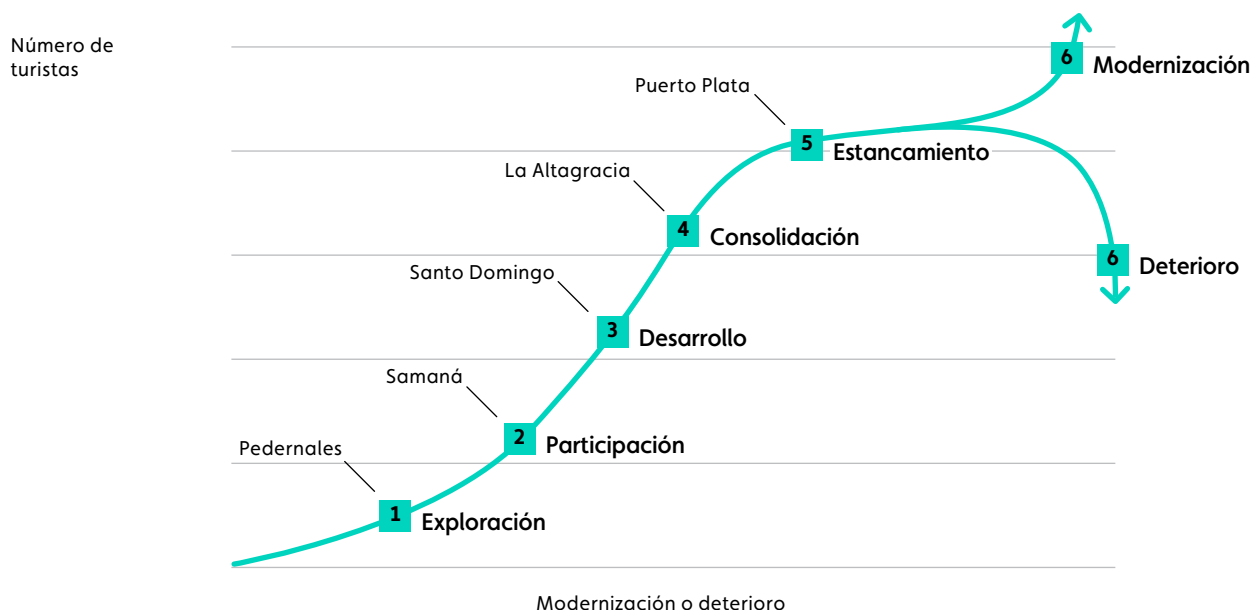 Número de
turistas
6
Modernización
Puerto Plata
5
Estancamiento
La Altagracia
4
Consolidación
6
Deterioro
Santo Domingo
3
Desarrollo
Samaná
2
Participación
Pedernales
1
Exploración
Modernización o deterioro